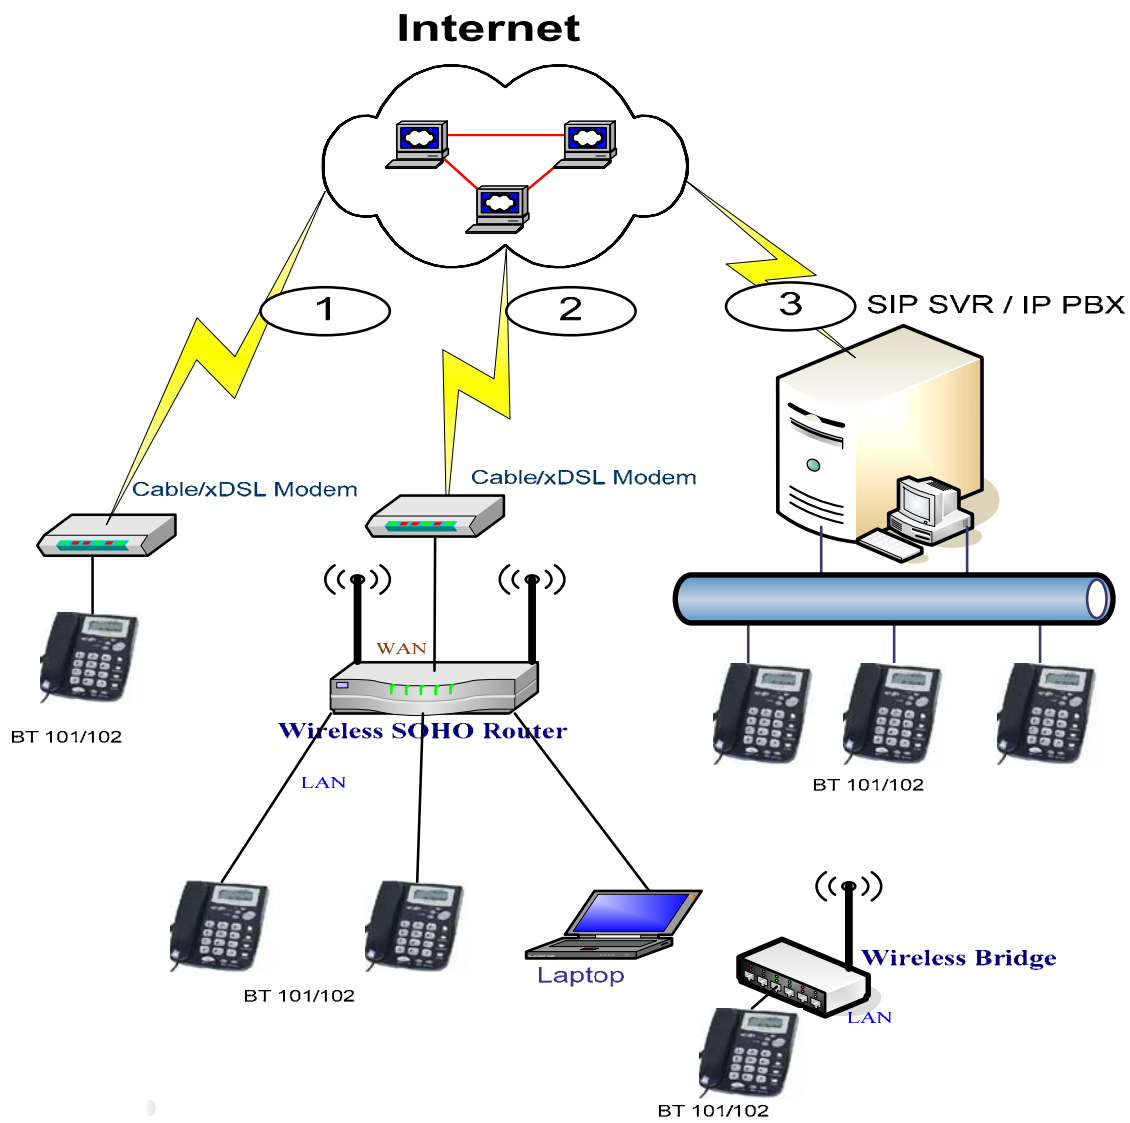 Internet
1
2
3
SIP SVR / IP PBX
Cable/xDSL Modem
Cable/xDSL Modem
WAN
BT 101/102
Wireless SOHO Router
LAN
BT 101/102
Laptop
BT 101/102
Wireless Bridge
LAN
BT 101/102